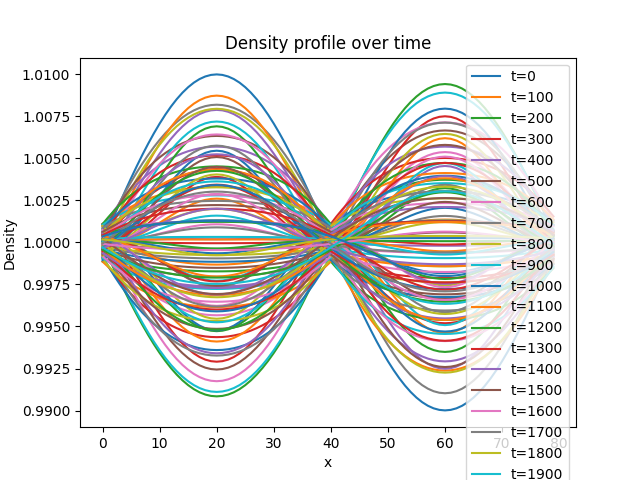 Density profile over time
Density
1.0100
1.0075
1.0050
1.0025
1.0000
0.9975
0.9950
0.9925
0.9900
0 10 20 30 40 50 60 70 80
x
t=0
t=100
t=200
t=300
t=400
t=500
t=600
t=700
t=800
t=900
t=1000
t=1100
t=1200
t=1300
t=1400
t=1500
t=1600
t=1700
t=1800
t=1900